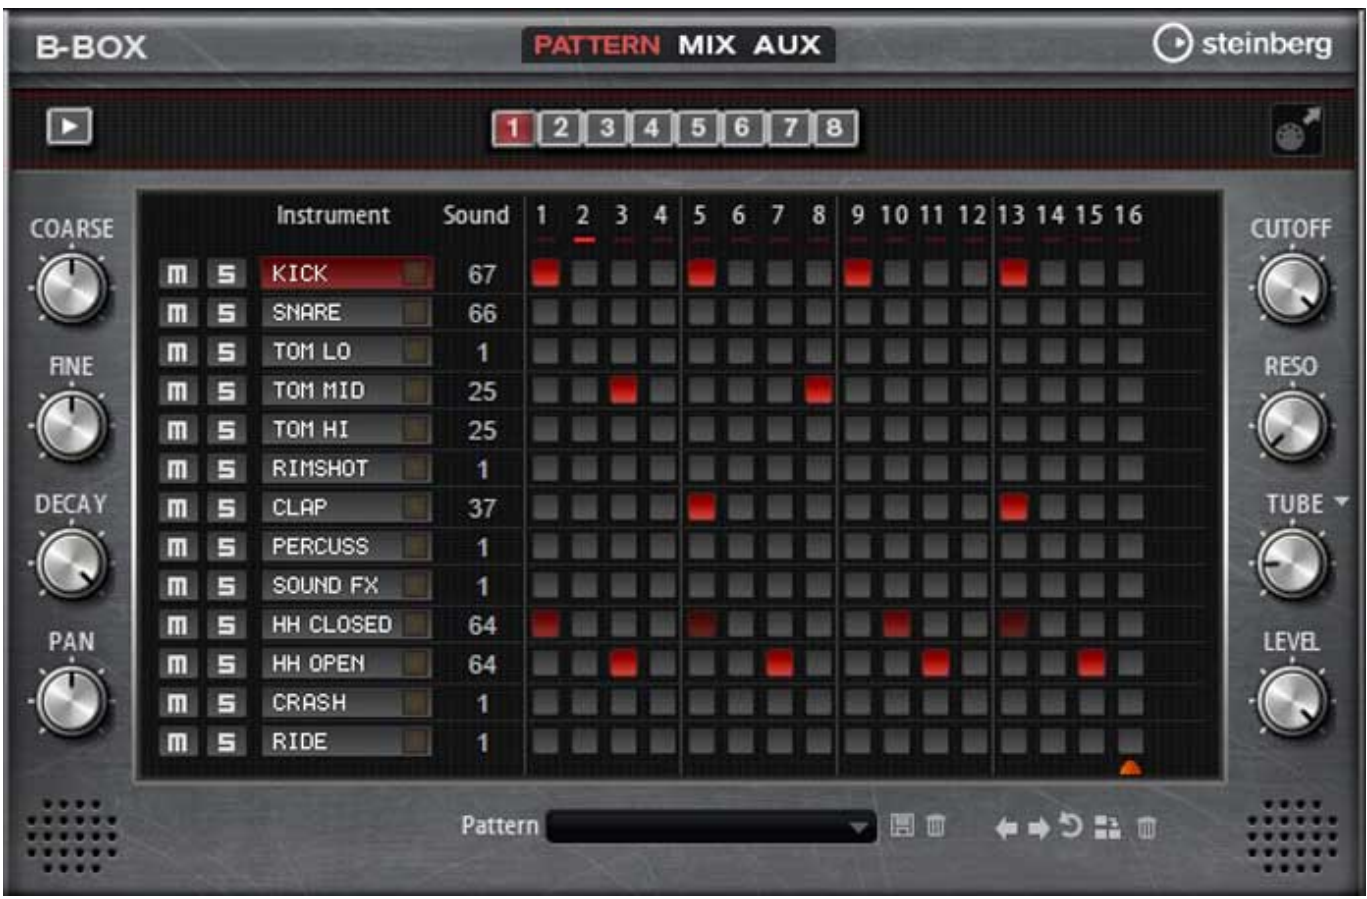 B-BOX PATTERN MIX AUX steinberg
1 2 3 4 5 6 7 8
Instrument Sound 1 2 3 4 5 6 7 8 9 10 11 12 13 14 15 16
COARSE CUTOFF
m S KICK 67
m S SNARE 66
m S TOM LO 1
FINE RESO
m S TOM MID 25
m S TOM HI 25
m S RIMSHOT 1
DECAY TUBE
m S CLAP 37
m S PERCUSS 1
m S SOUND FX 1
m S HH CLOSED 64
PAN LEVEL
m S HH OPEN 64
m S CRASH 1
m S RIDE 1
Pattern